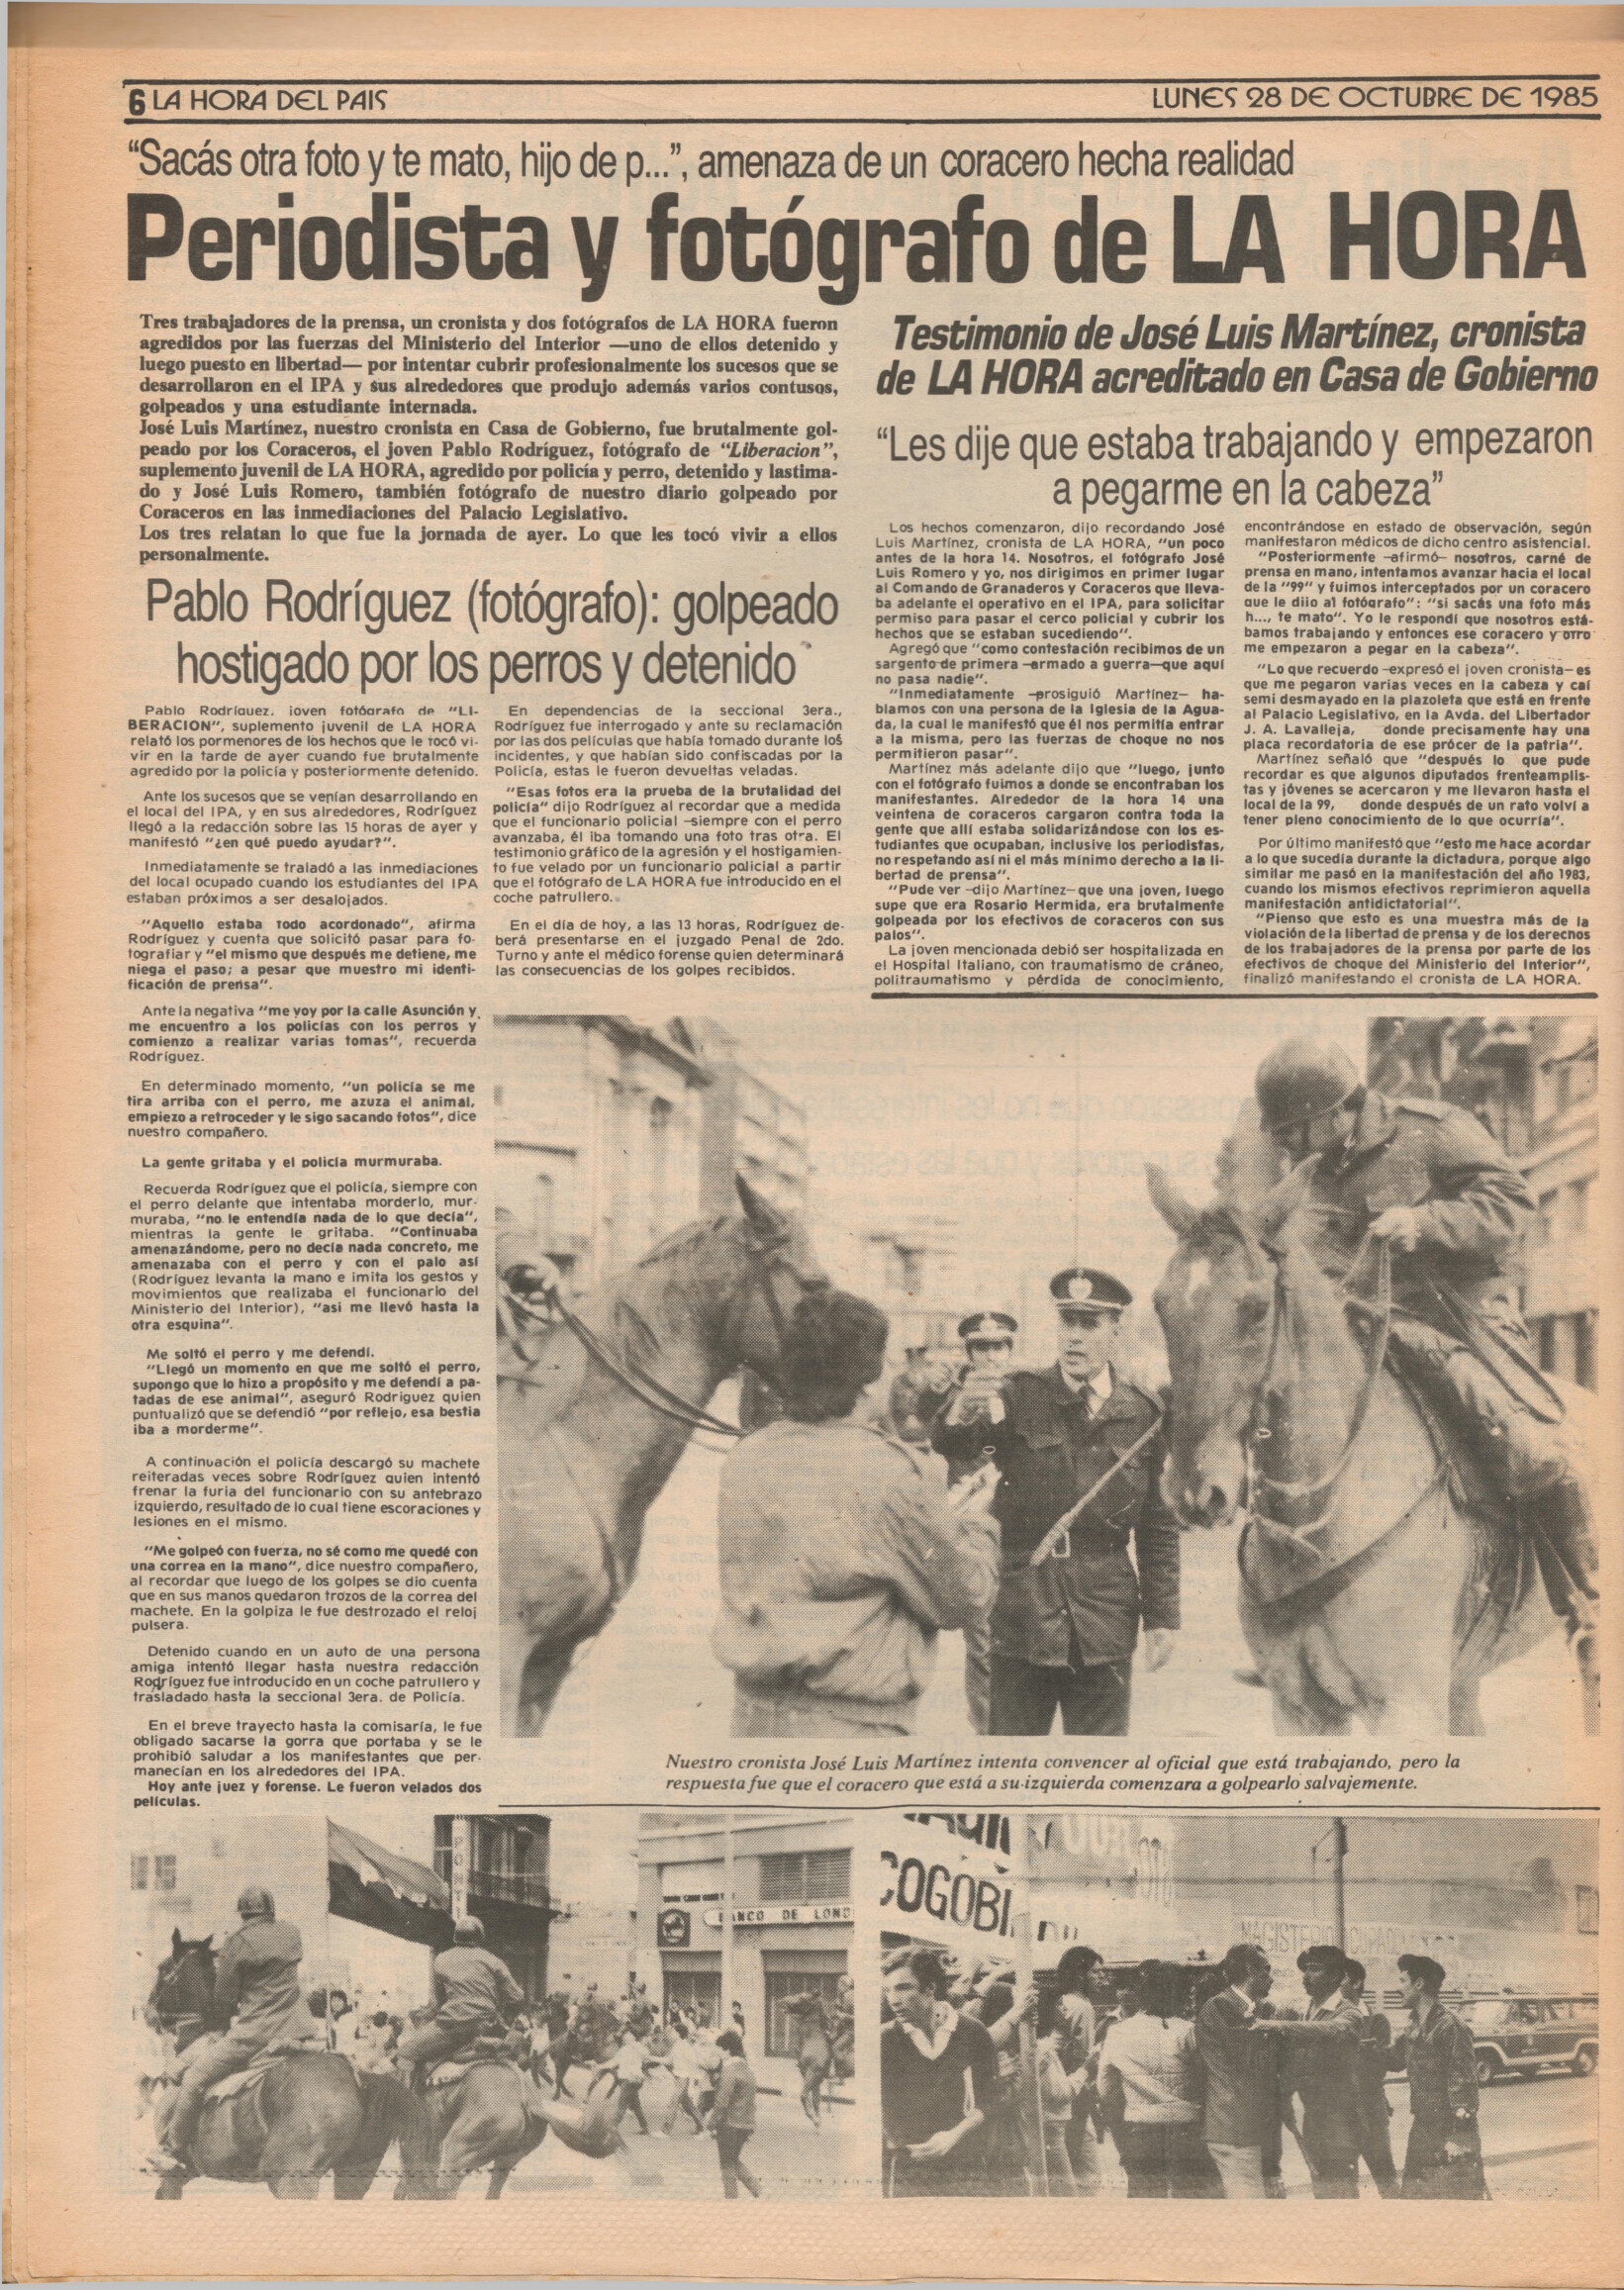 6 LA HORA DEL PAIS
LUNES 28 DE OCTUBRE DE 1985
“Sacás otra foto y te mato, hijo de p...”, amenaza de un coracero hecha realidad
Periodista y fotógrafo de LA HORA
Tres trabajadores de la prensa, un cronista y dos fotógrafos de LA HORA fueron
agredidos por las fuerzas del Ministerio del Interior —uno de ellos detenido y
luego puesto en libertad— por intentar cubrir profesionalmente los sucesos que se
desarrollaron en el IPA y sus alrededores que produjo además varios contusos,
golpeados y una estudiante internada.
José Luis Martínez, nuestro cronista en Casa de Gobierno, fue brutalmente gol-
peado por los Coraceros, el joven Pablo Rodríguez, fotógrafo de “Liberacion”,
suplemento juvenil de LA HORA, agredido por policía y perro, detenido y lastima-
do y José Luis Romero, también fotógrafo de nuestro diario golpeado por
Coraceros en las inmediaciones del Palacio Legislativo.
Los tres relatan lo que fue la jornada de ayer. Lo que les tocó vivir a ellos
personalmente.
Pablo Rodríguez (fotógrafo): golpeado
hostigado por los perros y detenido
Pablo Rodríguez, joven fotógrafo de “LI-
BERACION”, suplemento juvenil de LA HORA
relató los pormenores de los hechos que le tocó vi-
vir en la tarde de ayer cuando fue brutalmente
agredido por la policía y posteriormente detenido.
Ante los sucesos que se venían desarrollando en
el local del IPA, y en sus alrededores, Rodríguez
llegó a la redacción sobre las 15 horas de ayer y
manifestó “¿en qué puedo ayudar?”.
Inmediatamente se traladó a las inmediaciones
del local ocupado cuando los estudiantes del IPA
estaban próximos a ser desalojados.
“Aquello estaba todo acordonado”, afirma
Rodríguez y cuenta que solicitó pasar para fo-
tografiar y “el mismo que después me detiene, me
niega el paso; a pesar que muestro mi identi-
ficación de prensa”.
Ante la negativa “me voy por la calle Asunción y
me encuentro a los policías con los perros y
comienzo a realizar varias tomas”, recuerda
Rodríguez.
En determinado momento, “un policía se me
tira arriba con el perro, me azuza el animal,
empiezo a retroceder y le sigo sacando fotos”, dice
nuestro compañero.
La gente gritaba y el policía murmuraba.
Recuerda Rodríguez que el policía, siempre con
el perro delante que intentaba morderlo, mur-
muraba, “no le entendía nada de lo que decía”,
mientras la gente le gritaba. “Continuaba
amenazándome, pero no decía nada concreto, me
amenazaba con el perro y con el palo así
(Rodríguez levanta la mano e imita los gestos y
movimientos que realizaba el funcionario del
Ministerio del Interior), “asi me llevó hasta la
otra esquina”.
Me soltó el perro y me defendí.
“Llegó un momento en que me soltó el perro,
supongo que lo hizo a propósito y me defendí a pa-
tadas de ese animal”, aseguró Rodriguez quien
puntualizó que se defendió “por reflejo, esa bestia
iba a morderme”.
A continuación el policía descargó su machete
reiteradas veces sobre Rodríguez quien intentó
frenar la furia del funcionario con su antebrazo
izquierdo, resultado de lo cual tiene escoraciones y
lesiones en el mismo.
“Me golpeó con fuerza, no sé como me quedé con
una correa en la mano”, dice nuestro compañero,
al recordar que luego de los golpes se dio cuenta
que en sus manos quedaron trozos de la correa del
machete. En la golpiza le fue destrozado el reloj
pulsera.
Detenido cuando en un auto de una persona
amiga intentó llegar hasta nuestra redacción
Rodríguez fue introducido en un coche patrullero y
trasladado hasta la seccional 3era. de Policía.
En el breve trayecto hasta la comisaría, le fue
obligado sacarse la gorra que portaba y se le
prohibió saludar a los manifestantes que per-
manecían en los alrededores del IPA.
Hoy ante juez y forense. Le fueron velados dos
películas.
En dependencias de la seccional 3era.,
Rodríguez fue interrogado y ante su reclamación
por las dos películas que había tomado durante los
incidentes, y que habían sido confiscadas por la
Policía, estas le fueron devueltas veladas.
“Esas fotos era la prueba de la brutalidad del
policía” dijo Rodríguez al recordar que a medida
que el funcionario policial —siempre con el perro
avanzaba, él iba tomando una foto tras otra. El
testimonio gráfico de la agresión y el hostigamien-
to fue velado por un funcionario policial a partir
que el fotógrafo de LA HORA fue introducido en el
coche patrullero.
En el día de hoy, a las 13 horas, Rodríguez de-
berá presentarse en el juzgado Penal de 2do.
Turno y ante el médico forense quien determinará
las consecuencias de los golpes recibidos.
Testimonio de José Luis Martínez, cronista
de LA HORA acreditado en Casa de Gobierno
“Les dije que estaba trabajando y empezaron
a pegarme en la cabeza”
Los hechos comenzaron, dijo recordando José
Luis Martínez, cronista de LA HORA, “un poco
antes de la hora 14. Nosotros, el fotógrafo José
Luis Romero y yo, nos dirigimos en primer lugar
al Comando de Granaderos y Coraceros que lleva-
ba adelante el operativo en el IPA, para solicitar
permiso para pasar el cerco policial y cubrir los
hechos que se estaban sucediendo”.
Agregó que “como contestación recibimos de un
sargento de primera —armado a guerra—que aquí
no pasa nadie”.
“Inmediatamente —prosiguió Martínez— ha-
blamos con una persona de la Iglesia de la Agua-
da, la cual le manifestó que él nos permitía entrar
a la misma, pero las fuerzas de choque no nos
permitieron pasar”.
Martínez más adelante dijo que “luego, junto
con el fotógrafo fuimos a donde se encontraban los
manifestantes. Alrededor de la hora 14 una
veintena de coraceros cargaron contra toda la
gente que allí estaba solidarizándose con los es-
tudiantes que ocupaban, inclusive los periodistas,
no respetando así ni el más mínimo derecho a la li-
bertad de prensa”.
“Pude ver —dijo Martínez— que una joven, luego
supe que era Rosario Hermida, era brutalmente
golpeada por los efectivos de coraceros con sus
palos”.
La joven mencionada debió ser hospitalizada en
el Hospital Italiano, con traumatismo de cráneo,
politraumatismo y pérdida de conocimiento,
encontrándose en estado de observación, según
manifestaron médicos de dicho centro asistencial.
“Posteriormente —afirmó— nosotros, carné de
prensa en mano, intentamos avanzar hacia el local
de la “99” y fuimos interceptados por un coracero
que le dijo al fotógrafo”: “si sacás una foto más
h..., te mato”. Yo le respondí que nosotros está-
bamos trabajando y entonces ese coracero y otro
me empezaron a pegar en la cabeza”.
“Lo que recuerdo —expresó el joven cronista— es
que me pegaron varias veces en la cabeza y caí
semi desmayado en la plazoleta que está en frente
al Palacio Legislativo, en la Avda. del Libertador
J. A. Lavalleja, donde precisamente hay una
placa recordatoria de ese prócer de la patria”.
Martínez señaló que “después lo que pude
recordar es que algunos diputados frenteamplis-
tas y jóvenes se acercaron y me llevaron hasta el
local de la 99, donde después de un rato volví a
tener pleno conocimiento de lo que ocurría”.
Por último manifestó que “esto me hace acordar
a lo que sucedía durante la dictadura, porque algo
similar me pasó en la manifestación del año 1983,
cuando los mismos efectivos reprimieron aquella
manifestación antidictatorial”.
“Pienso que esto es una muestra más de la
violación de la libertad de prensa y de los derechos
de los trabajadores de la prensa por parte de los
efectivos de choque del Ministerio del Interior”,
finalizó manifestando el cronista de LA HORA.
Nuestro cronista José Luis Martínez intenta convencer al oficial que está trabajando, pero la
respuesta fue que el coracero que está a su izquierda comenzara a golpearlo salvajemente.
BANCO DE LOND
COGOBI
MAGISTERIO